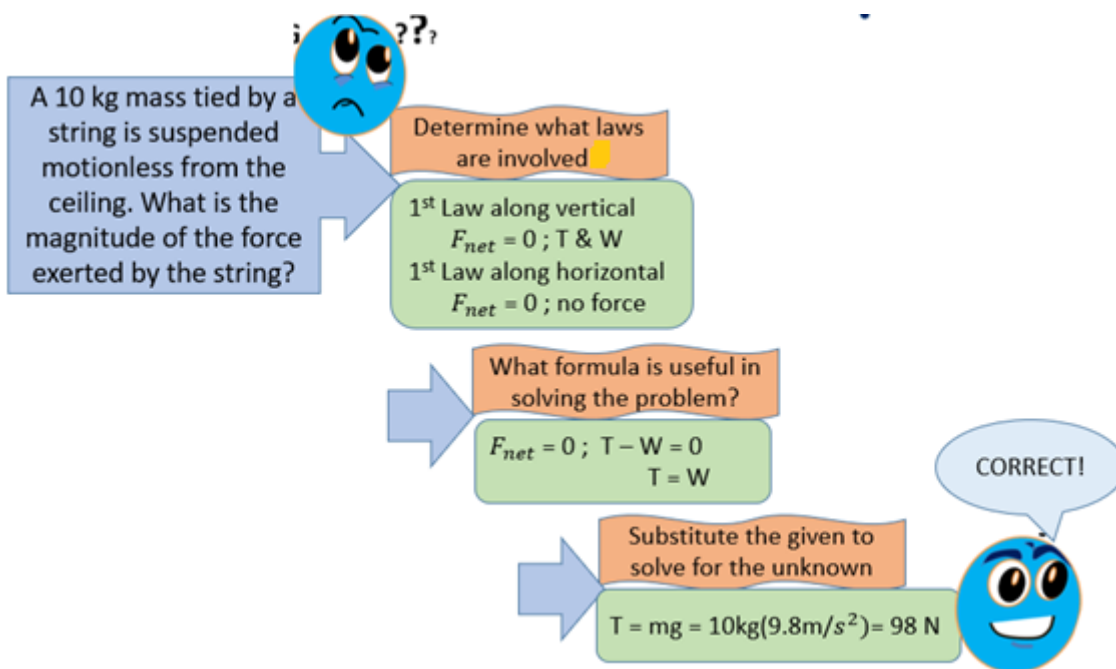 ???
A 10 kg mass tied by a
string is suspended
motionless from the
ceiling. What is the
magnitude of the force
exerted by the string?
Determine what laws
are involved
1st Law along vertical
F_net = 0 ; T & W
1st Law along horizontal
F_net = 0 ; no force
What formula is useful in
solving the problem?
F_net = 0 ; T – W = 0
T = W
CORRECT!
Substitute the given to
solve for the unknown
T = mg = 10kg(9.8m/s²)= 98 N